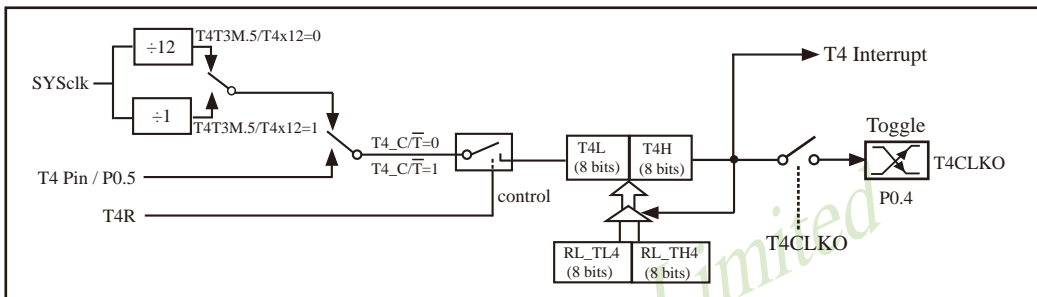 ÷12
T4T3M.5/T4x12=0
SYSclk
÷1
T4T3M.5/T4x12=1
T4 Pin / P0.5
T4R
T4_C/T̅=0
T4_C/T̅=1
control
T4L
(8 bits)
T4H
(8 bits)
RL_TL4
(8 bits)
RL_TH4
(8 bits)
T4 Interrupt
Toggle
T4CLKO
P0.4
T4CLKO
Limited